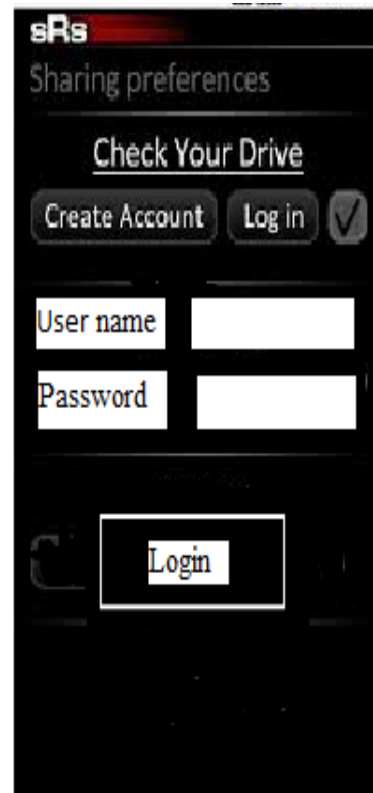 sRs
Sharing preferences
Check Your Drive
Create Account Log in
User name
Password
Login